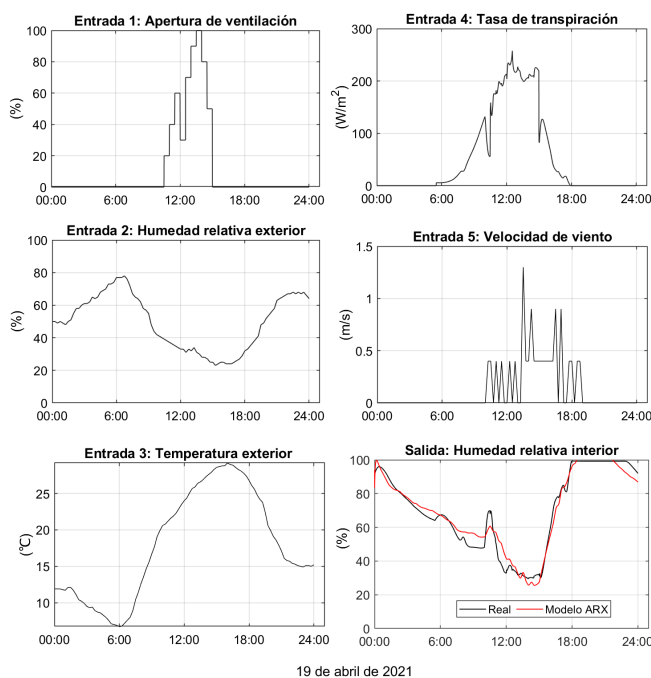 Entrada 1: Apertura de ventilación
100
80
60
40
20
0
(%)
00:00 06:00 12:00 18:00 24:00
Entrada 4: Tasa de transpiración
300
200
100
0
(W/m²)
00:00 6:00 12:00 18:00 24:00
Entrada 2: Humedad relativa exterior
100
80
60
40
20
0
(%)
00:00 6:00 12:00 18:00 24:00
Entrada 5: Velocidad de viento
1.5
1
0.5
0
(m/s)
00:00 6:00 12:00 18:00 24:00
Entrada 3: Temperatura exterior
25
20
15
10
(℃)
00:00 6:00 12:00 18:00 24:00
Salida: Humedad relativa interior
100
80
60
40
20
0
(%)
Real Modelo ARX
00:00 6:00 12:00 18:00 24:00
19 de abril de 2021